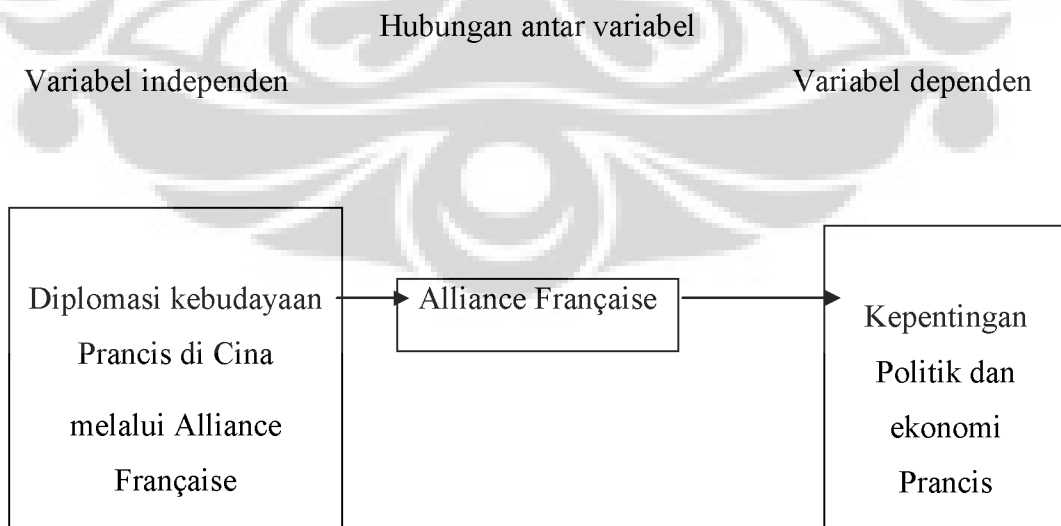 Hubungan antar variabel
Variabel independen
Variabel dependen
Diplomasi kebudayaan
Prancis di Cina
melalui Alliance
Française
Alliance Française
Kepentingan
Politik dan
ekonomi
Prancis